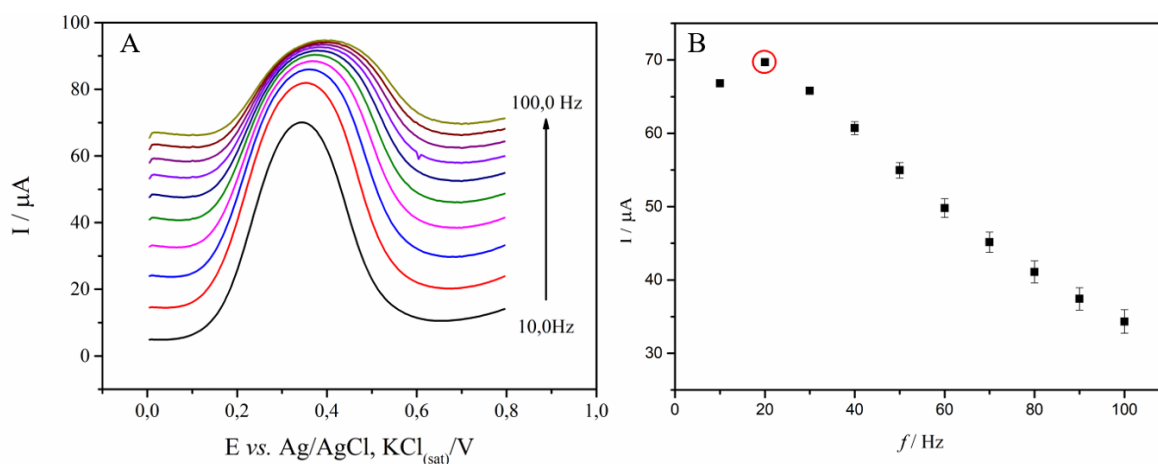 A
100,0 Hz
10,0Hz
I / μA
100
80
60
40
20
0
0,0 0,2 0,4 0,6 0,8 1,0
E vs. Ag/AgCl, KCl(sat)/V
B
I / μA
70
60
50
40
30
0 20 40 60 80 100
f / Hz